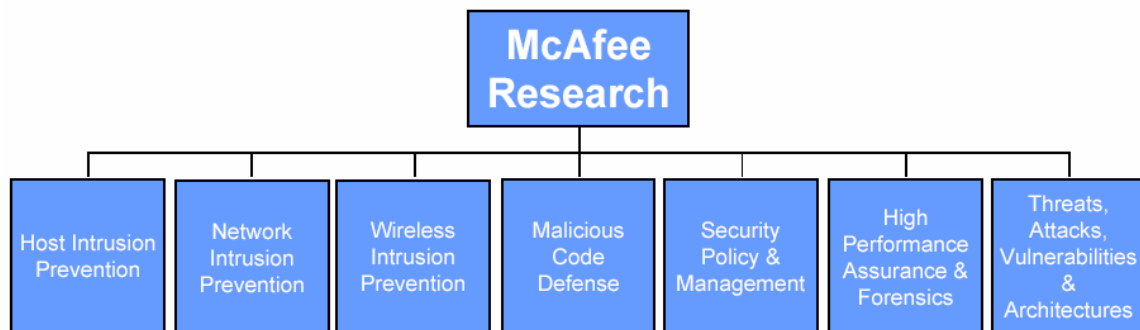 McAfee
Research
Host Intrusion
Prevention
Network
Intrusion
Prevention
Wireless
Intrusion
Prevention
Malicious
Code
Defense
Security
Policy &
Management
High
Performance
Assurance &
Forensics
Threats,
Attacks,
Vulnerabilities
&
Architectures